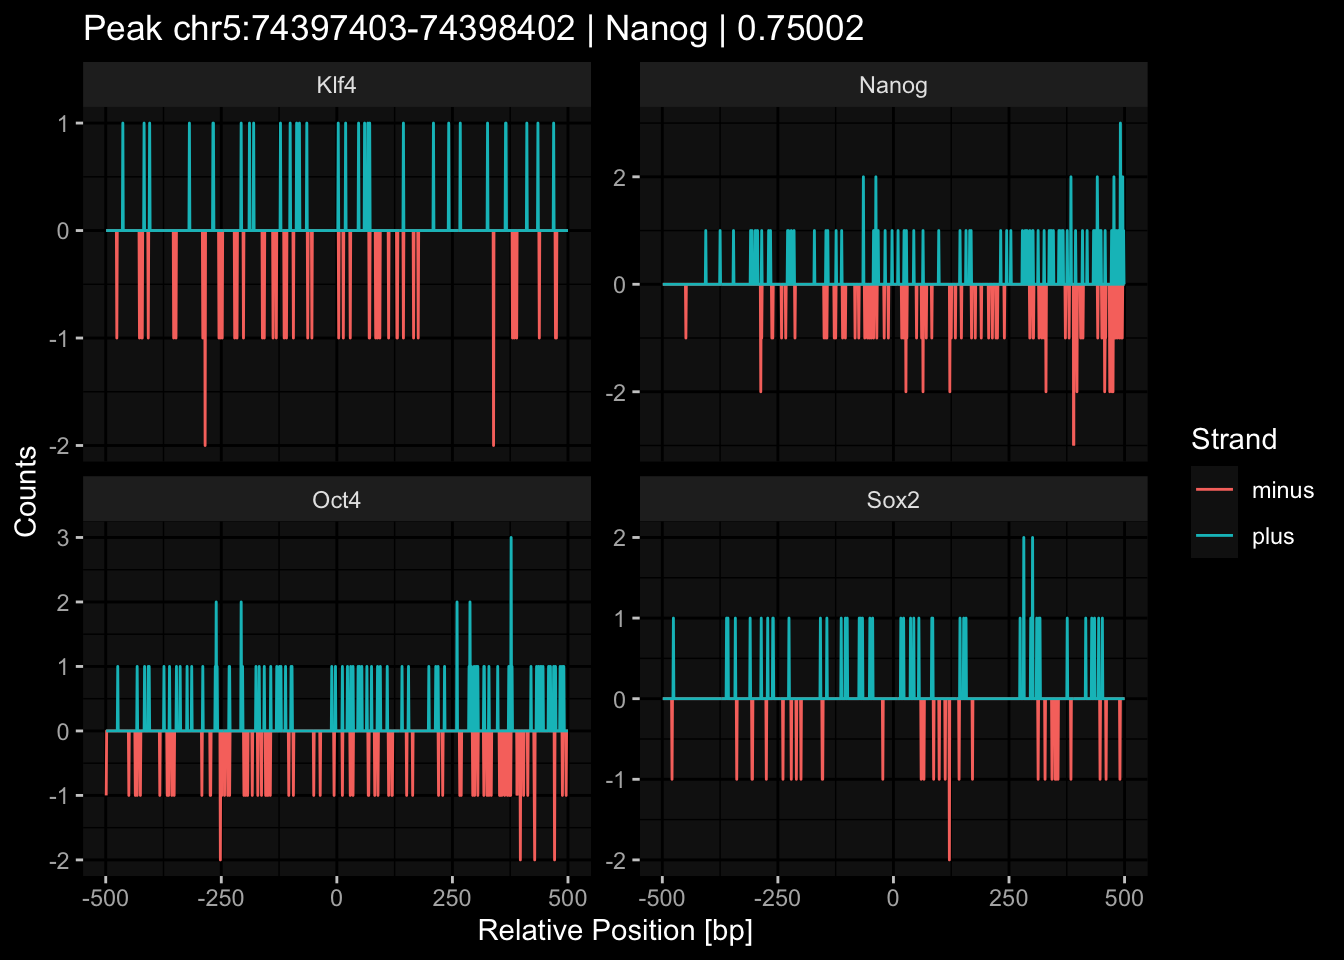 Peak chr5:74397403-74398402 | Nanog | 0.75002
Klf4
Nanog
1
0
-1
-2
2
0
-2
Counts
Oct4
Sox2
3
2
1
0
-1
-2
2
1
0
-1
-2
-500 -250 0 250 500
-500 -250 0 250 500
Relative Position [bp]
Strand
minus
plus